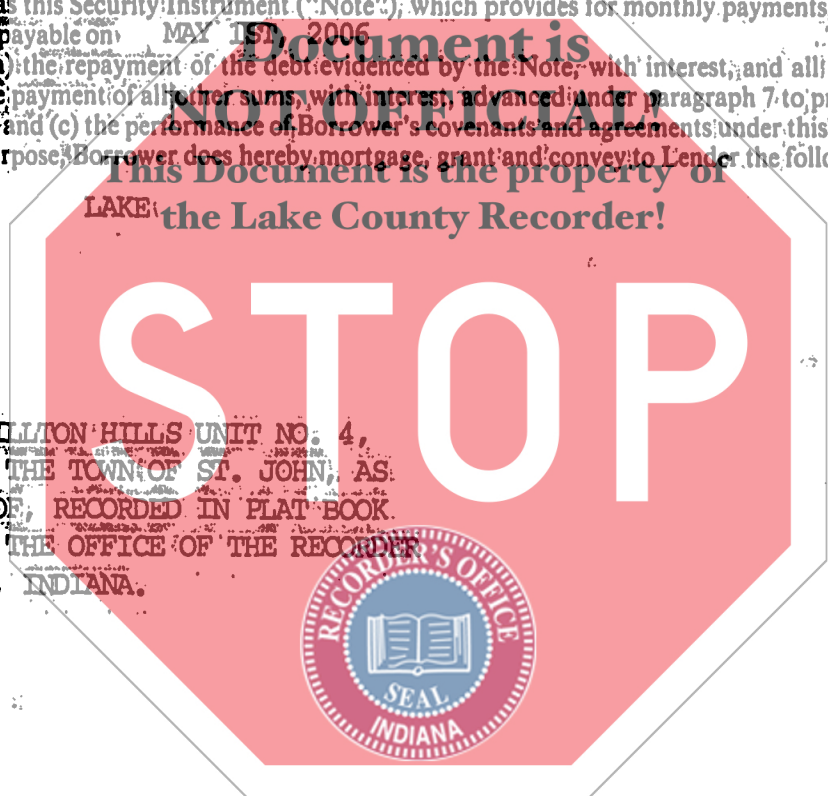 s this Security Instrument ("Note"), which provides for monthly payments
payable on MAY 1ST, 2006
Document is
the repayment of the debt evidenced by the Note, with interest, and all
payment of all other sums, with interest, advanced under paragraph 7 to pr
NOT OFFICIAL!
and (c) the performance of Borrower's covenants and agreements under this
rpose, Borrower does hereby mortgage, grant and convey to Lender the follo
This Document is the property of
LAKE
the Lake County Recorder!
STOP
LLTON HILLS UNIT NO. 4,
THE TOWN OF ST. JOHN, AS
OF, RECORDED IN PLAT BOOK
THE OFFICE OF THE RECORDER
INDIANA.
RECORDER'S OFFICE
SEAL
INDIANA